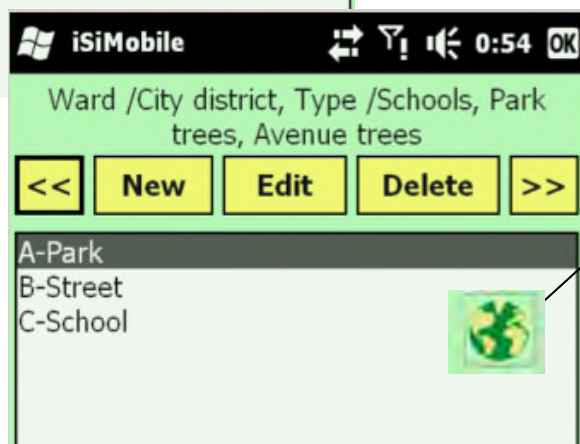 iSiMobile 0:54 OK
Ward /City district, Type /Schools, Park
trees, Avenue trees
<< New Edit Delete >>
A-Park
B-Street
C-School